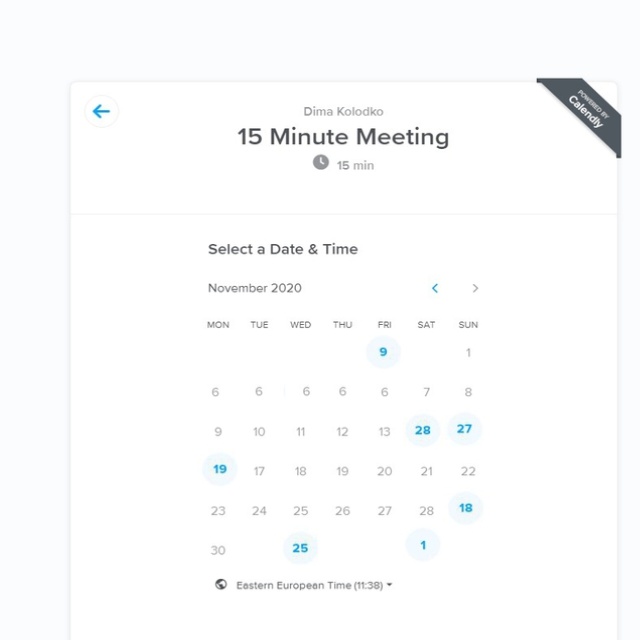 POWERED BY
Calendly
Dima Kolodko
15 Minute Meeting
15 min
Select a Date & Time
November 2020
MON TUE WED THU FRI SAT SUN
9 1
6 6 6 6 6 7 8
9 10 11 12 13 28 27
19 17 18 19 20 21 22
23 24 25 26 27 28 18
30 25 1
Eastern European Time (11:38)